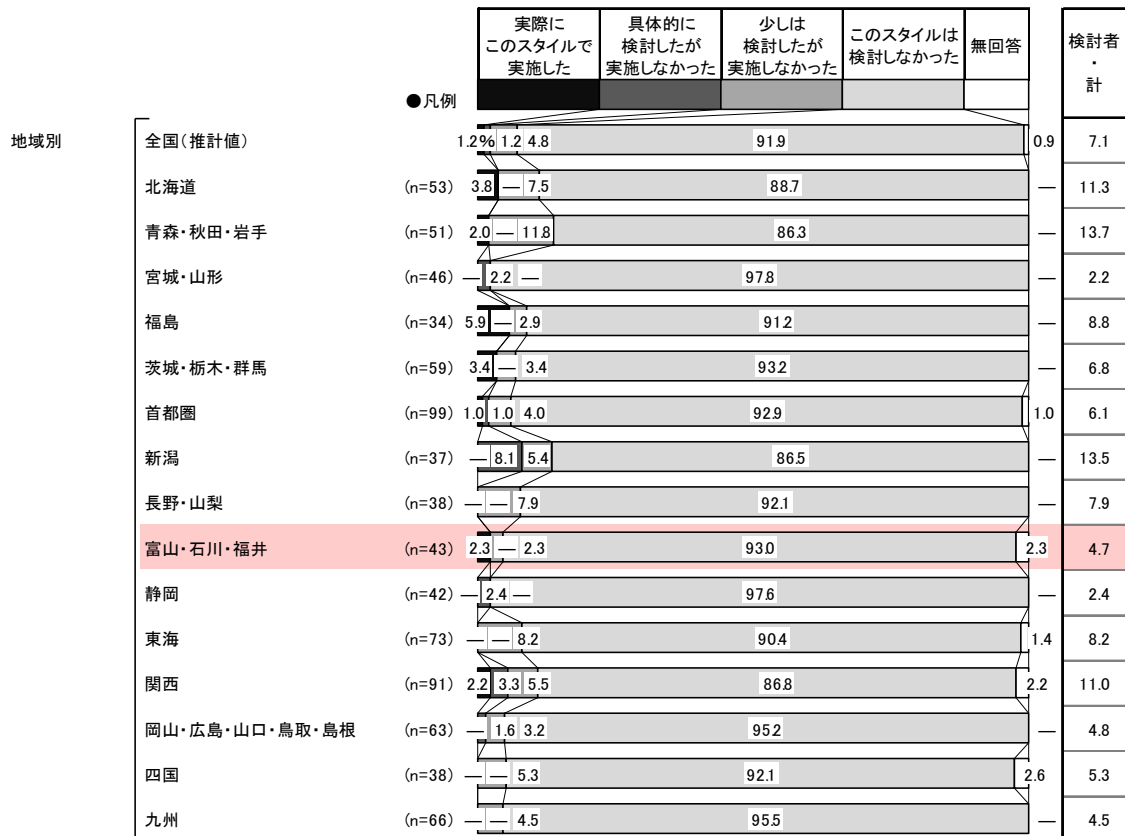 実際に
このスタイルで
実施した
具体的に
検討したが
実施しなかった
少しは
検討したが
実施しなかった
このスタイルは
検討しなかった
無回答
検討者
・
計
●凡例
地域別
全国(推計値) 1.2% 1.2 4.8 91.9 0.9 7.1
北海道 (n=53) 3.8 — 7.5 88.7 — 11.3
青森・秋田・岩手 (n=51) 2.0 — 11.8 86.3 — 13.7
宮城・山形 (n=46) — 2.2 — 97.8 — 2.2
福島 (n=34) 5.9 — 2.9 91.2 — 8.8
茨城・栃木・群馬 (n=59) 3.4 — 3.4 93.2 — 6.8
首都圏 (n=99) 1.0 1.0 4.0 92.9 1.0 6.1
新潟 (n=37) — 8.1 5.4 86.5 — 13.5
長野・山梨 (n=38) — — 7.9 92.1 — 7.9
富山・石川・福井 (n=43) 2.3 — 2.3 93.0 2.3 4.7
静岡 (n=42) — 2.4 — 97.6 — 2.4
東海 (n=73) — — 8.2 90.4 1.4 8.2
関西 (n=91) 2.2 3.3 5.5 86.8 2.2 11.0
岡山・広島・山口・鳥取・島根 (n=63) — 1.6 3.2 95.2 — 4.8
四国 (n=38) — — 5.3 92.1 2.6 5.3
九州 (n=66) — — 4.5 95.5 — 4.5